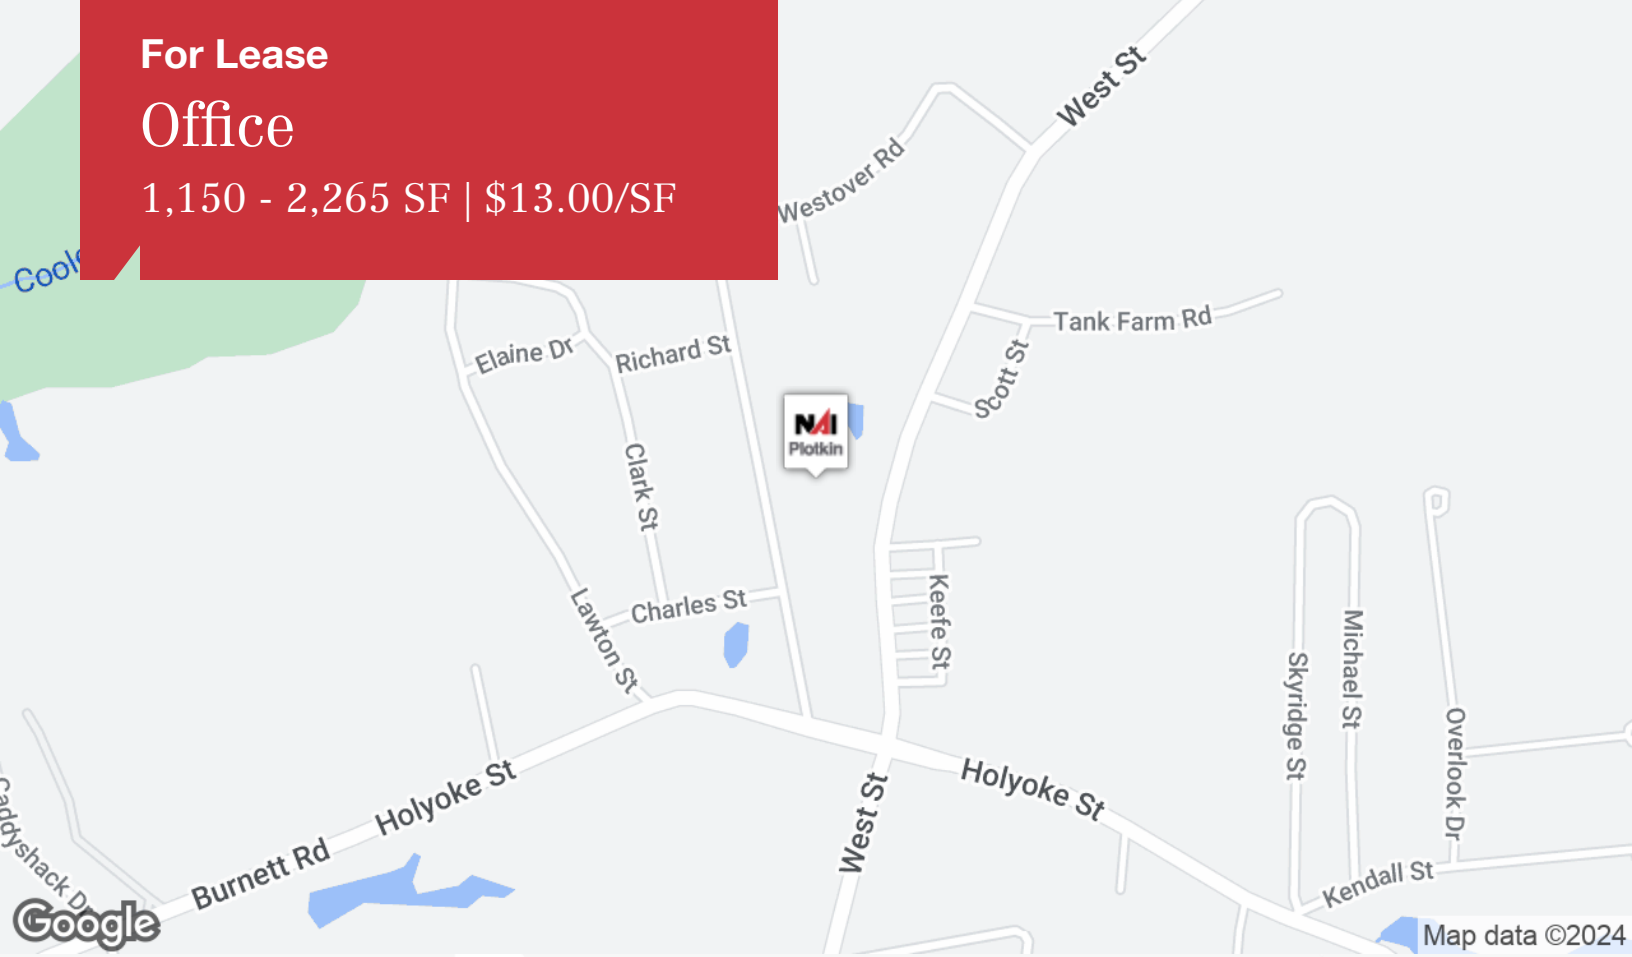 For Lease
Office
1,150 - 2,265 SF | $13.00/SF
West St
Westover Rd
Tank Farm Rd
Scott St
Elaine Dr
Richard St
NAI
Plotkin
Clark St
Charles St
Lawton St
Keefe St
Michael St
Skyridge St
Overlook Dr
Holyoke St
Holyoke St
West St
Burnett Rd
Kendall St
Caddyshack Dr
Google
Map data ©2024